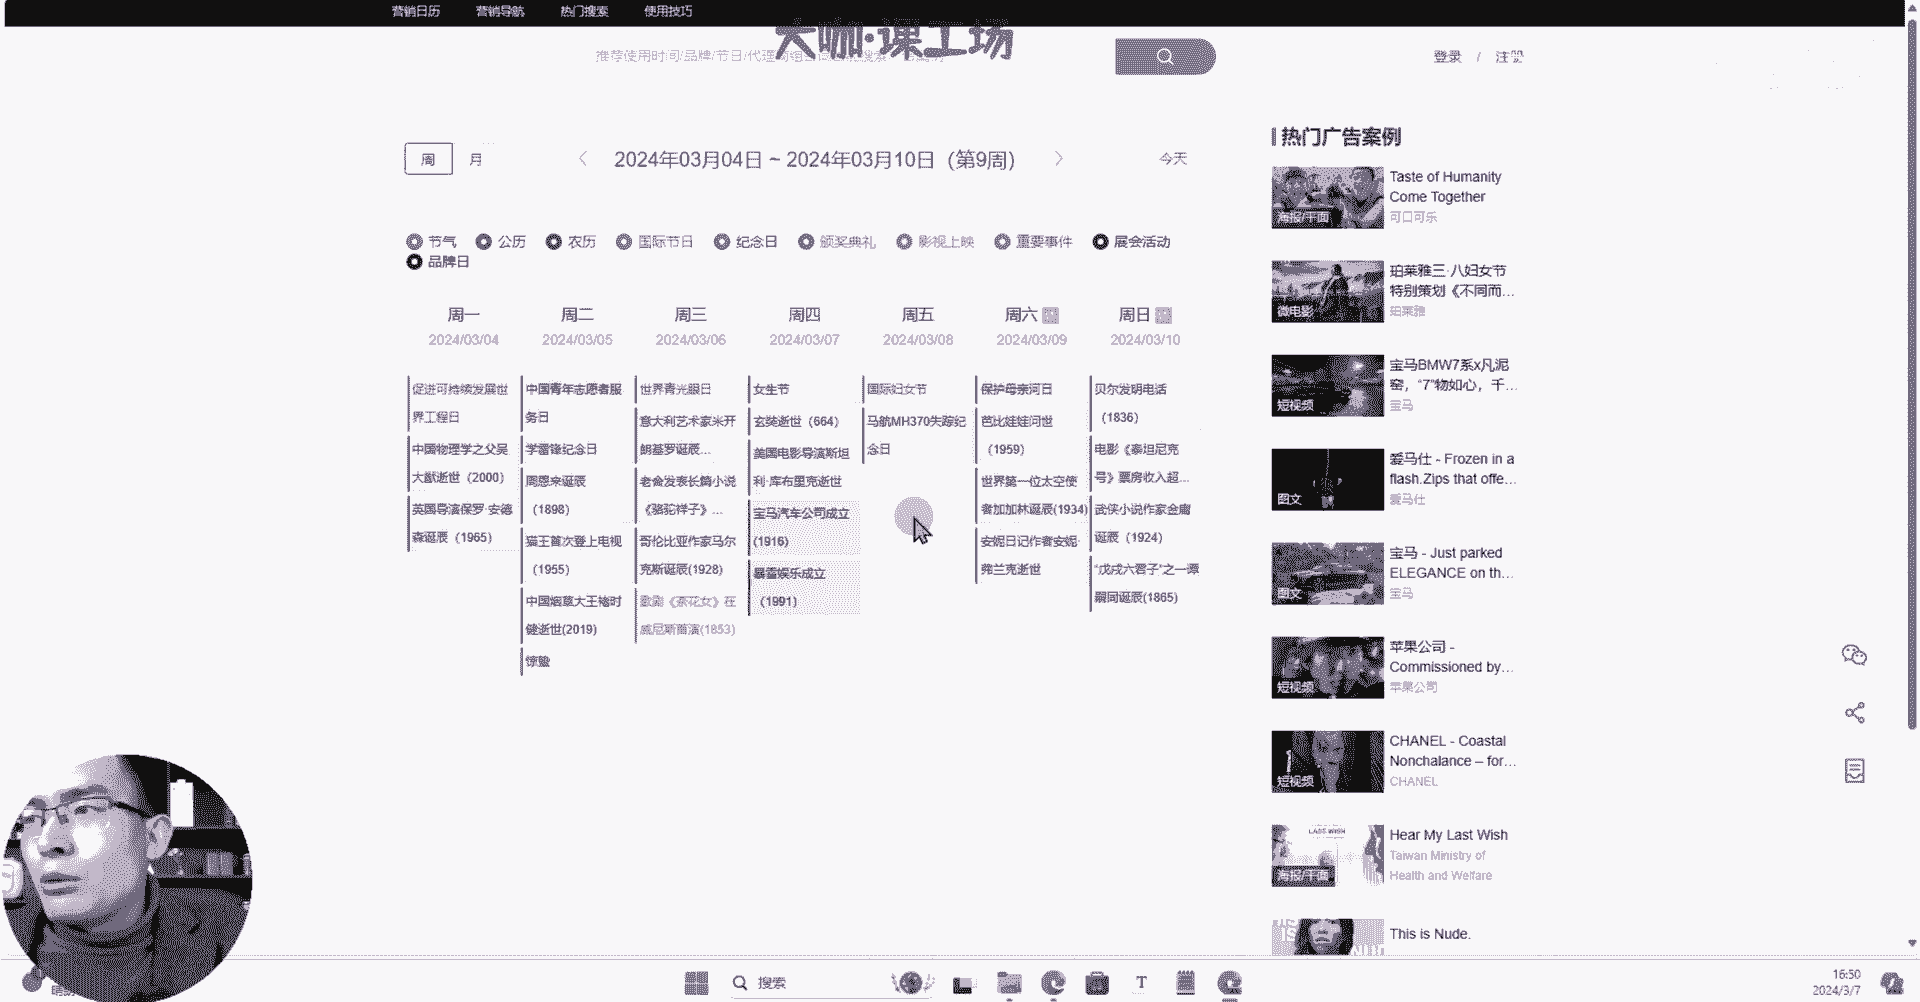 营销日历 营销导航 热门搜索 使用技巧
大咖·课工场
推荐使用时间/品牌/节日/代理
登录 / 注册
周 月 2024年03月04日 ~ 2024年03月10日（第9周） 今天
节气 公历 农历 国际节日 纪念日 颁奖典礼 影视上映 重要事件 展会活动
品牌日
周一 周二 周三 周四 周五 周六 周日
2024/03/04 2024/03/05 2024/03/06 2024/03/07 2024/03/08 2024/03/09 2024/03/10
促进可持续发展世
界工程日
中国物理学之父吴
大猷逝世（2000）
英国导演保罗·安德
森诞辰（1965）
中国青年志愿者服
务日
学雷锋纪念日
周恩来诞辰
（1898）
猫王首次登上电视
（1955）
中国烟草大王褚时
健逝世(2019)
惊蛰
世界青光眼日
意大利艺术家米开
朗基罗诞辰...
老舍发表长篇小说
《骆驼祥子》...
哥伦比亚作家马尔
克斯诞辰(1928)
歌剧《茶花女》在
威尼斯首演(1853)
女生节
玄奘逝世（664）
美国电影导演斯坦
利·库布里克逝世
宝马汽车公司成立
(1916)
暴雪娱乐成立
（1991）
国际妇女节
马航MH370失踪纪
念日
保护母亲河日
芭比娃娃问世
（1959）
世界第一位太空使
者加加林诞辰(1934)
安妮日记作者安妮·
弗兰克逝世
贝尔发明电话
（1836）
电影《泰坦尼克
号》票房收入超...
武侠小说作家金庸
诞辰（1924）
“戊戌六君子”之一谭
嗣同诞辰(1865)
热门广告案例
海报/平面
Taste of Humanity
Come Together
可口可乐
微电影
珀莱雅三·八妇女节
特别策划《不同而...
珀莱雅
短视频
宝马BMW7系x凡泥
窑，“7”物如心，千...
宝马
图文
爱马仕 - Frozen in a
flash.Zips that offe...
爱马仕
图文
宝马 - Just parked
ELEGANCE on th...
宝马
短视频
苹果公司 -
Commissioned by...
苹果公司
短视频
CHANEL - Coastal
Nonchalance – for...
CHANEL
LAST WISH
海报/平面
Hear My Last Wish
Taiwan Ministry of
Health and Welfare
This is Nude.
搜索
16:50
2024/3/7